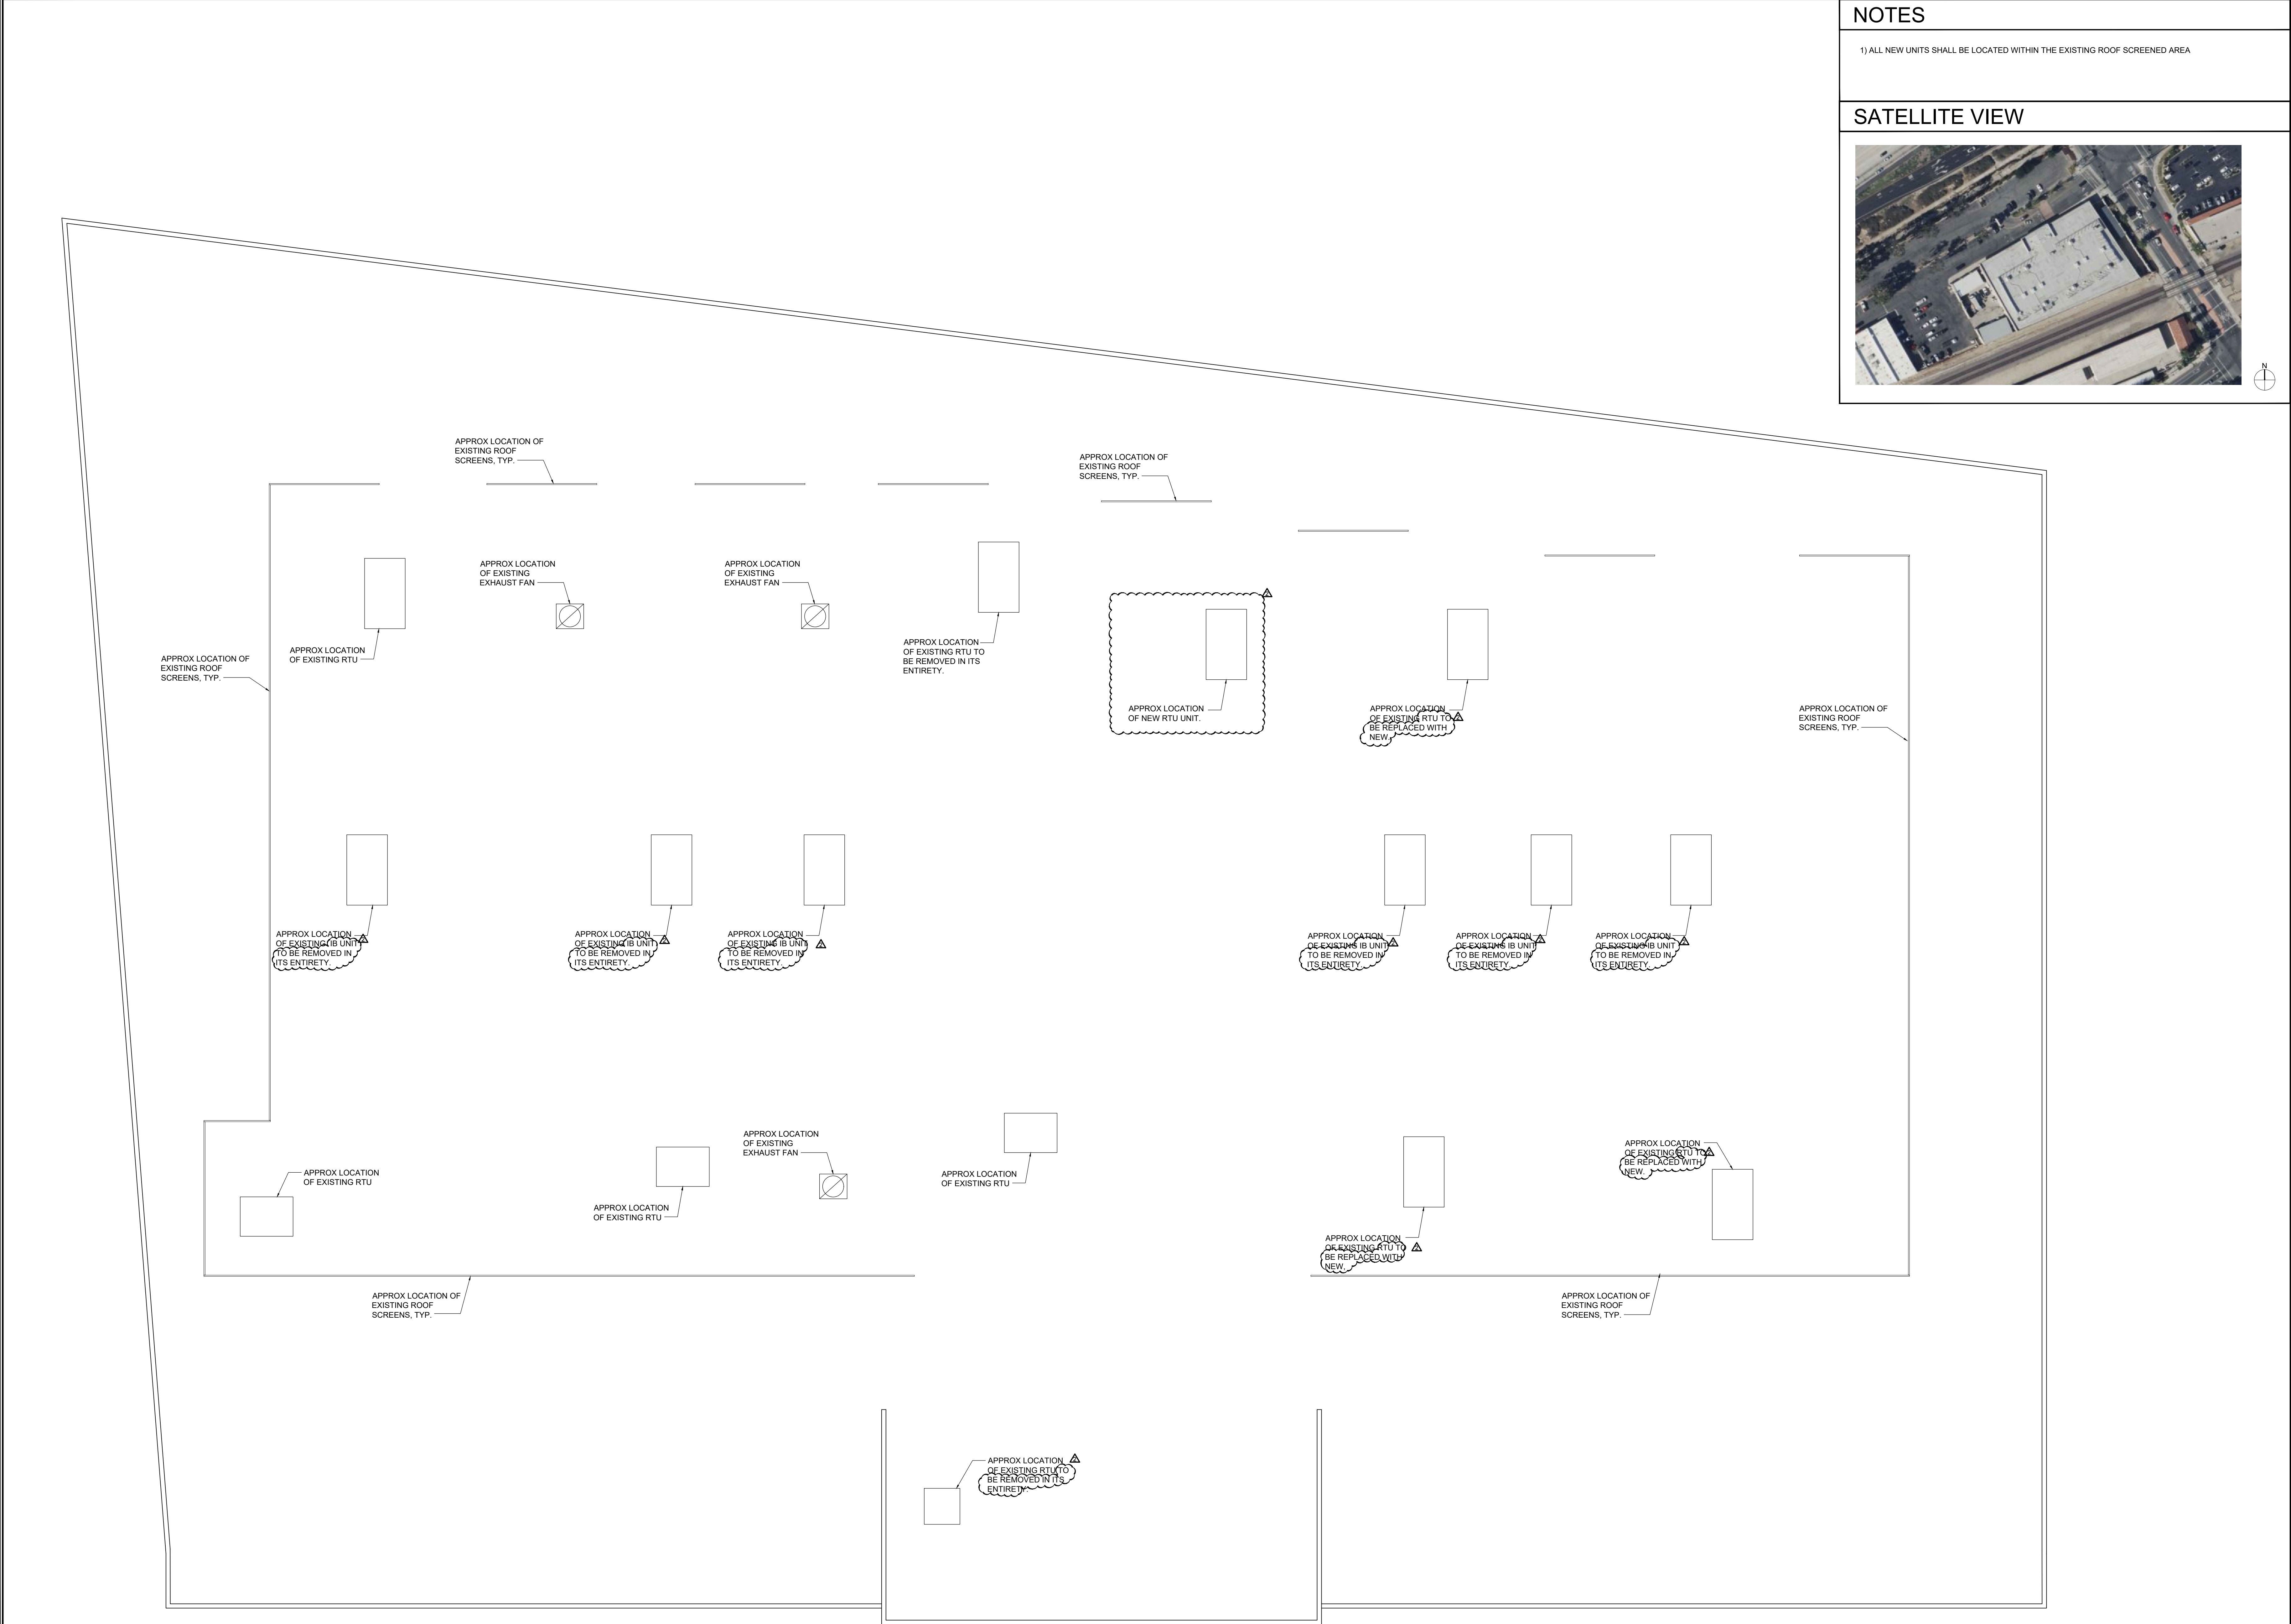 NOTES
1) ALL NEW UNITS SHALL BE LOCATED WITHIN THE EXISTING ROOF SCREENED AREA
SATELLITE VIEW
N
APPROX LOCATION OF
EXISTING ROOF
SCREENS, TYP.
APPROX LOCATION OF
EXISTING ROOF
SCREENS, TYP.
APPROX LOCATION
OF EXISTING
EXHAUST FAN
APPROX LOCATION
OF EXISTING
EXHAUST FAN
2
APPROX LOCATION
OF EXISTING RTU TO
BE REMOVED IN ITS
ENTIRETY.
APPROX LOCATION
OF EXISTING RTU
APPROX LOCATION OF
EXISTING ROOF
SCREENS, TYP.
APPROX LOCATION
OF NEW RTU UNIT.
APPROX LOCATION
OF EXISTING RTU TO
BE REPLACED WITH
NEW.
2
APPROX LOCATION OF
EXISTING ROOF
SCREENS, TYP.
APPROX LOCATION
OF EXISTING IB UNIT
TO BE REMOVED IN
ITS ENTIRETY.
2
APPROX LOCATION
OF EXISTING IB UNIT
TO BE REMOVED IN
ITS ENTIRETY.
2
APPROX LOCATION
OF EXISTING IB UNIT
TO BE REMOVED IN
ITS ENTIRETY.
2
APPROX LOCATION
OF EXISTING IB UNIT
TO BE REMOVED IN
ITS ENTIRETY.
2
APPROX LOCATION
OF EXISTING IB UNIT
TO BE REMOVED IN
ITS ENTIRETY.
2
APPROX LOCATION
OF EXISTING IB UNIT
TO BE REMOVED IN
ITS ENTIRETY.
2
APPROX LOCATION
OF EXISTING
EXHAUST FAN
APPROX LOCATION
OF EXISTING RTU TO
BE REPLACED WITH
NEW.
2
APPROX LOCATION
OF EXISTING RTU
APPROX LOCATION
OF EXISTING RTU
APPROX LOCATION
OF EXISTING RTU
APPROX LOCATION
OF EXISTING RTU TO
BE REPLACED WITH
NEW.
2
APPROX LOCATION OF
EXISTING ROOF
SCREENS, TYP.
APPROX LOCATION OF
EXISTING ROOF
SCREENS, TYP.
APPROX LOCATION
OF EXISTING RTU TO
BE REMOVED IN ITS
ENTIRETY.
2